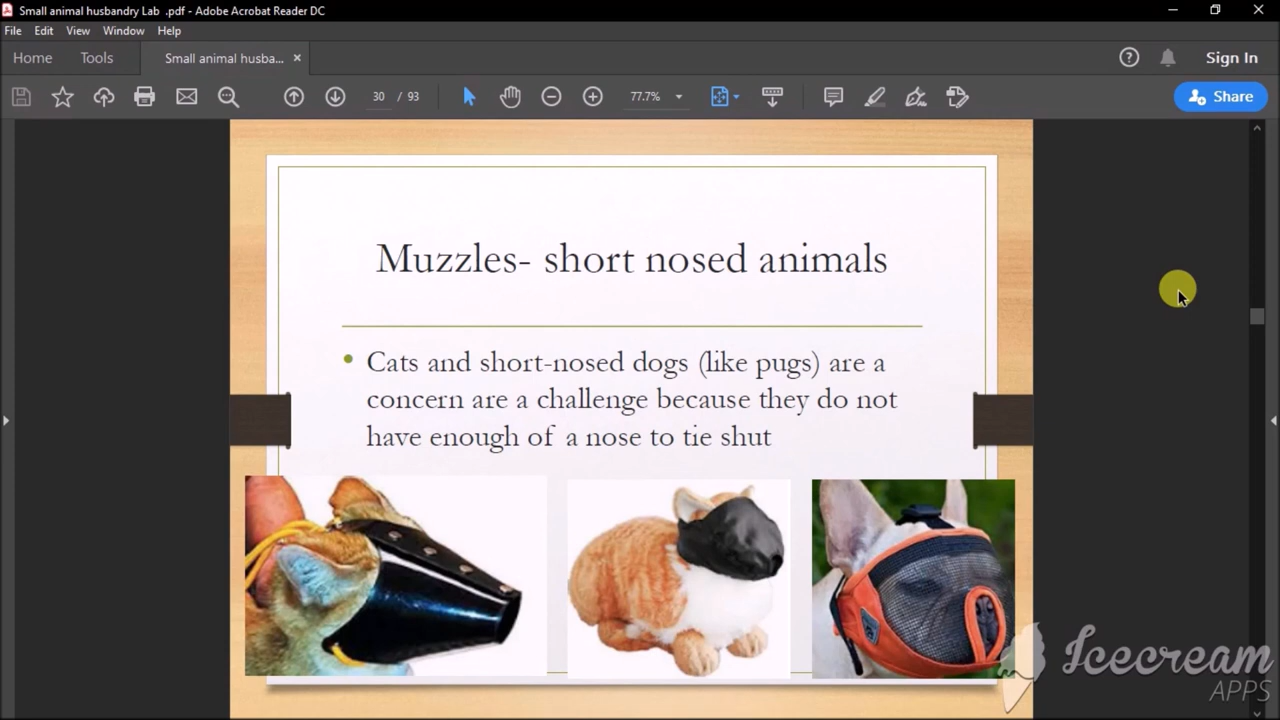 Small animal husbandry Lab .pdf - Adobe Acrobat Reader DC
File Edit View Window Help
Home Tools Small animal husba... Sign In
30 / 93 77.7% Share
Muzzles- short nosed animals
Cats and short-nosed dogs (like pugs) are a
concern are a challenge because they do not
have enough of a nose to tie shut
Icecream
APPS